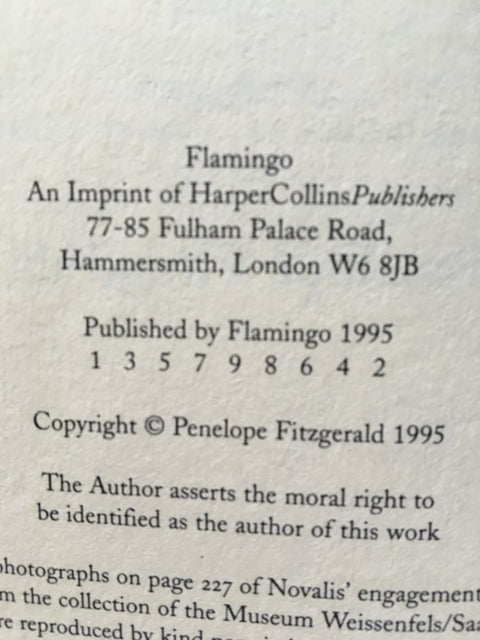 Flamingo
An Imprint of HarperCollinsPublishers
77-85 Fulham Palace Road,
Hammersmith, London W6 8JB
Published by Flamingo 1995
1 3 5 7 9 8 6 4 2
Copyright © Penelope Fitzgerald 1995
The Author asserts the moral right to
be identified as the author of this work
photographs on page 227 of Novalis' engagement
the collection of the Museum Weissenfels/
reproduced by kind